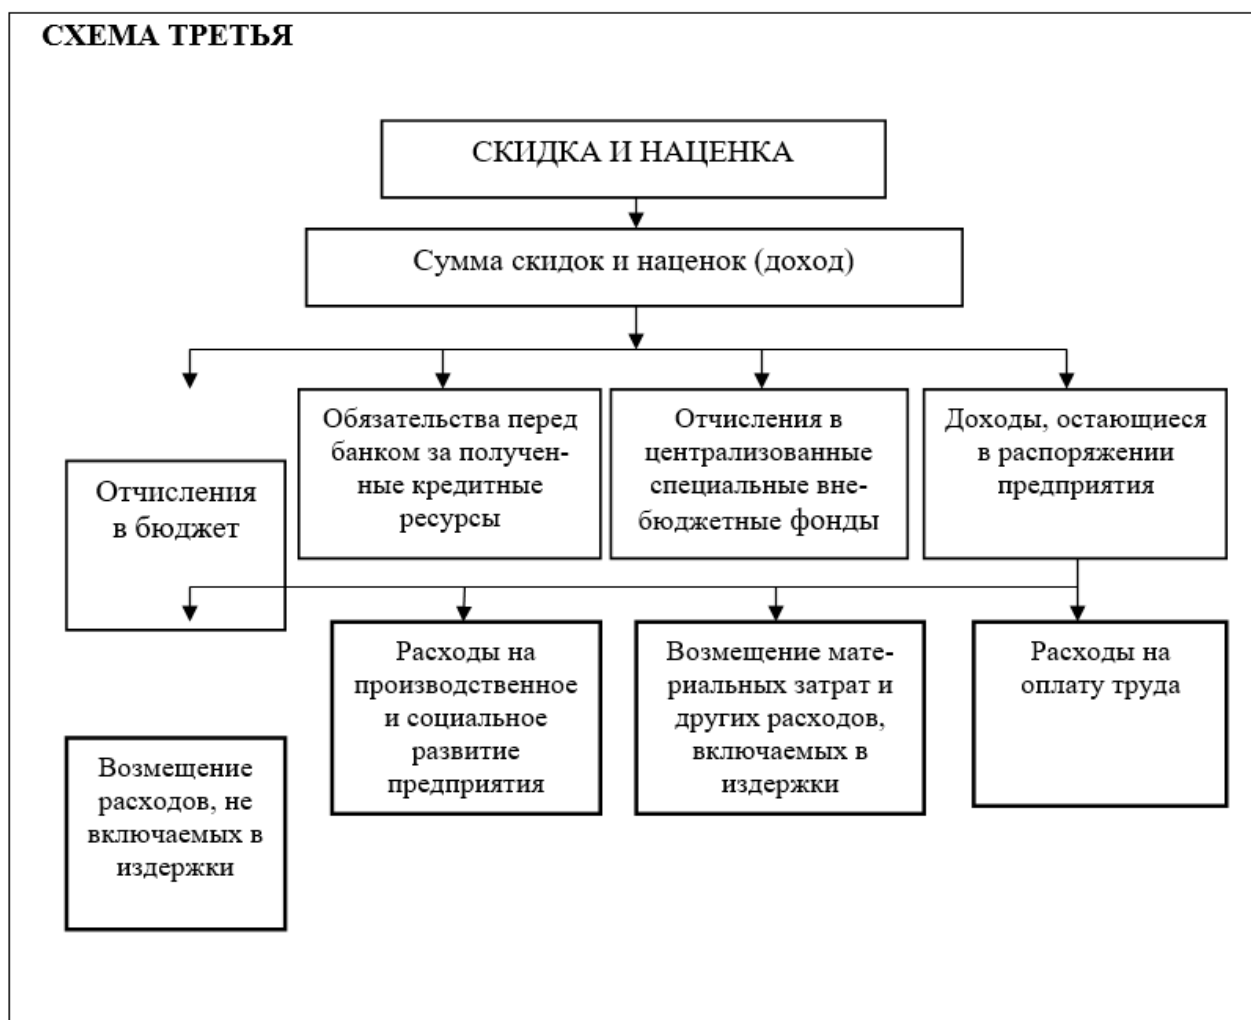 СХЕМА ТРЕТЬЯ
СКИДКА И НАЦЕНКА
Сумма скидок и наценок (доход)
Отчисления
в бюджет
Обязательства перед
банком за получен-
ные кредитные
ресурсы
Отчисления в
централизованные
специальные вне-
бюджетные фонды
Доходы, остающиеся
в распоряжении
предприятия
Возмещение
расходов, не
включаемых в
издержки
Расходы на
производственное
и социальное
развитие
предприятия
Возмещение мате-
риальных затрат и
других расходов,
включаемых в
издержки
Расходы на
оплату труда